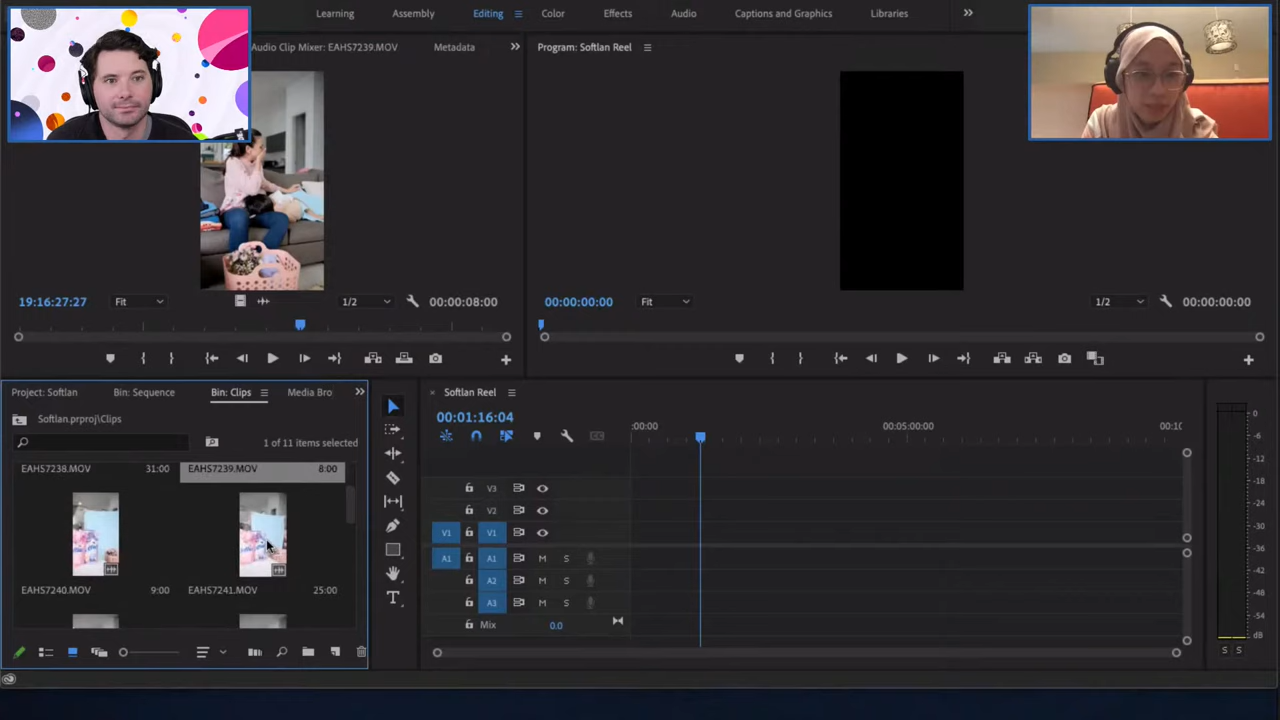 Learning Assembly Editing Color Effects Audio Captions and Graphics Libraries
Audio Clip Mixer: EAHS7239.MOV Metadata
Program: Softlan Reel
19:16:27:27 Fit 1/2 00:00:08:00
00:00:00:00 Fit 1/2 00:00:00:00
Project: Softlan Bin: Sequence Bin: Clips Media Bro
Softlan.prproj\Clips
1 of 11 items selected
EAHS7238.MOV 31:00 EAHS7239.MOV 8:00
EAHS7240.MOV 9:00 EAHS7241.MOV 25:00
Softlan Reel
00:01:16:04
:00:00 00:05:00:00 00:10
V3
V2
V1 V1
A1 A1 M S
A2 M S
A3 M S
Mix 0.0
0
-6
-12
-18
-24
-30
-36
-42
-48
-54
dB
S S